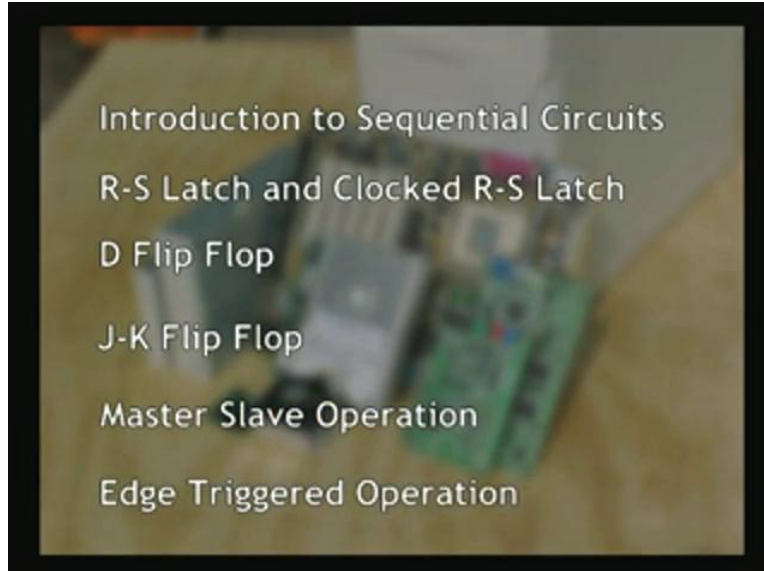 Introduction to Sequential Circuits
R-S Latch and Clocked R-S Latch
D Flip Flop
J-K Flip Flop
Master Slave Operation
Edge Triggered Operation